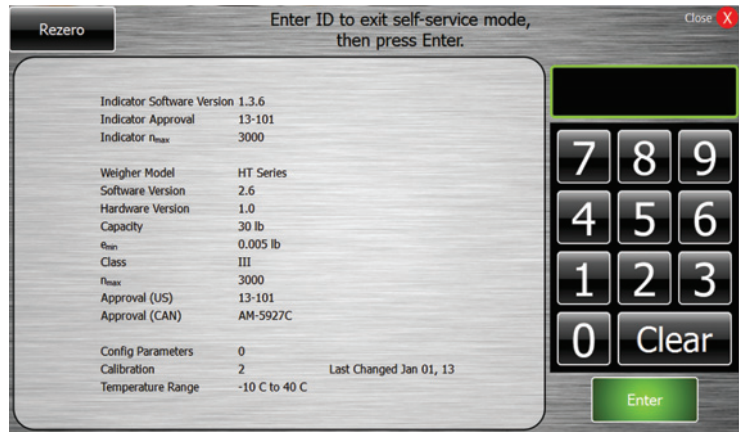 Rezero
Enter ID to exit self-service mode,
then press Enter.
Close X
Indicator Software Version 1.3.6
Indicator Approval 13-101
Indicator nmax 3000
Weigher Model HT Series
Software Version 2.6
Hardware Version 1.0
Capacity 30 lb
emin 0.005 lb
Class III
nmax 3000
Approval (US) 13-101
Approval (CAN) AM-5927C
Config Parameters 0
Calibration 2 Last Changed Jan 01, 13
Temperature Range -10 C to 40 C
7 8 9
4 5 6
1 2 3
0 Clear
Enter